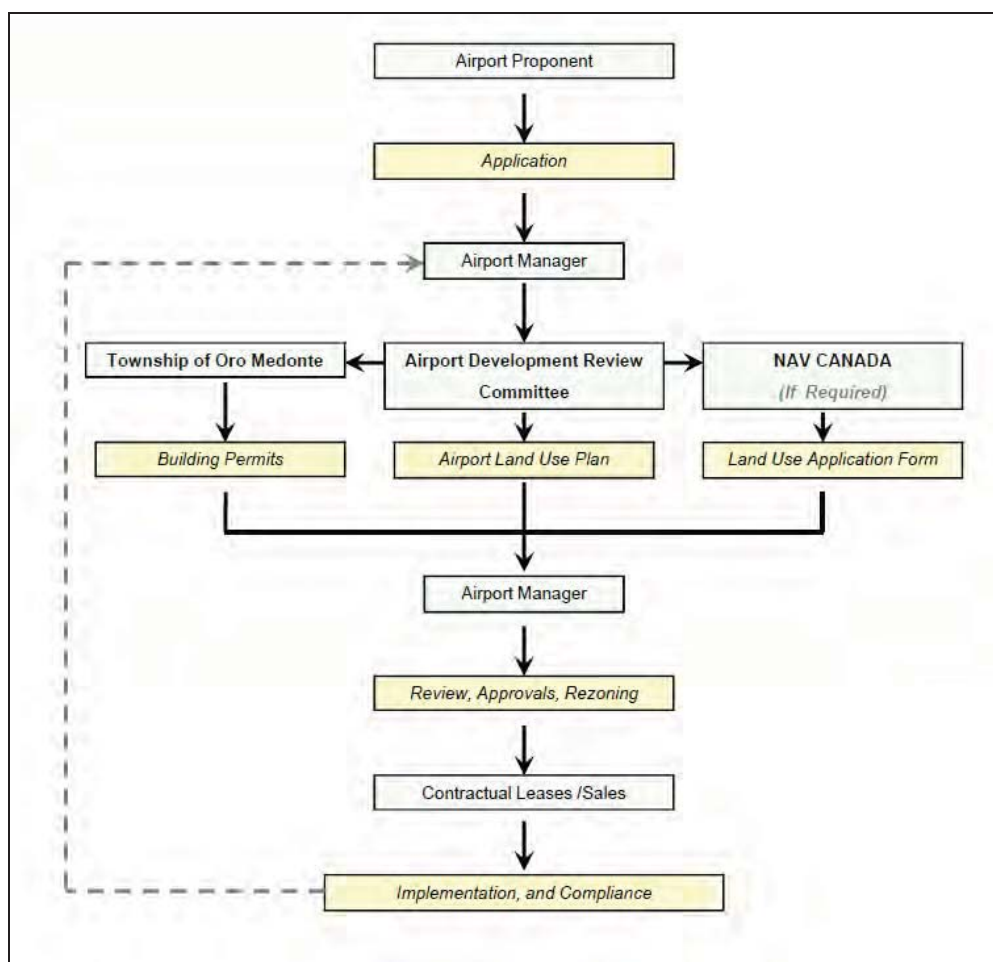 Airport Proponent
Application
Airport Manager
Township of Oro Medonte
Airport Development Review
Committee
NAV CANADA
(If Required)
Building Permits
Airport Land Use Plan
Land Use Application Form
Airport Manager
Review, Approvals, Rezoning
Contractual Leases /Sales
Implementation, and Compliance